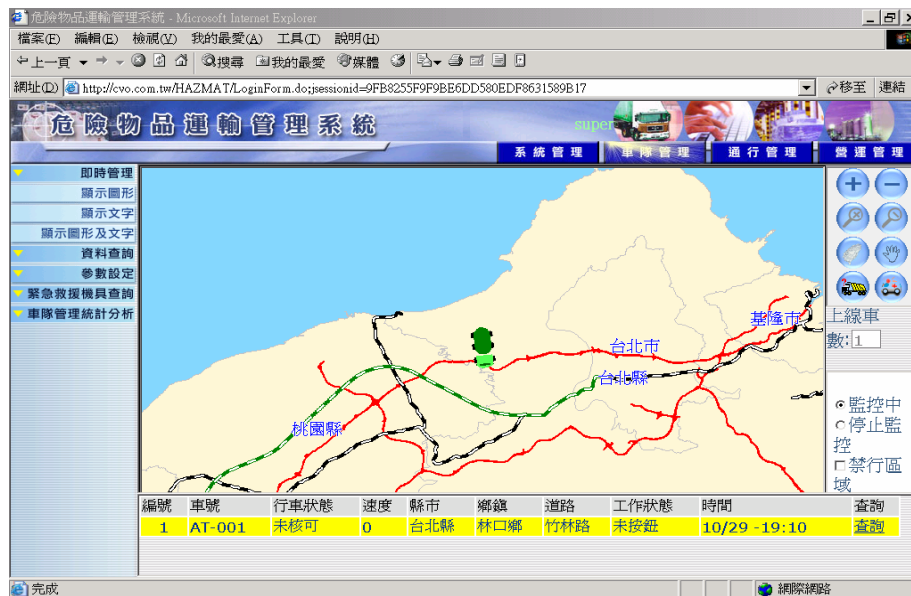 危險物品運輸管理系統 - Microsoft Internet Explorer
檔案(F) 編輯(E) 檢視(V) 我的最愛(A) 工具(T) 說明(H)
上一頁 搜尋 我的最愛 媒體
網址(D) http://cvo.com.tw/HAZMAT/LoginForm.do;jsessionid=9FB8255F9F9BE6DD580EDF8631589B17 移至 連結
危險物品運輸管理系統
super
系統管理 車隊管理 通行管理 營運管理
即時管理
顯示圖形
顯示文字
顯示圖形及文字
資料查詢
參數設定
緊急救援機具查詢
車隊管理統計分析
基隆市
台北市
台北縣
桃園縣
上線車
數:1
監控中
停止監
控
禁行區
域
編號 車號 行車狀態 速度 縣市 鄉鎮 道路 工作狀態 時間 查詢
1 AT-001 未核可 0 台北縣 林口鄉 竹林路 未按鈕 10/29 -19:10 查詢
完成 網際網路